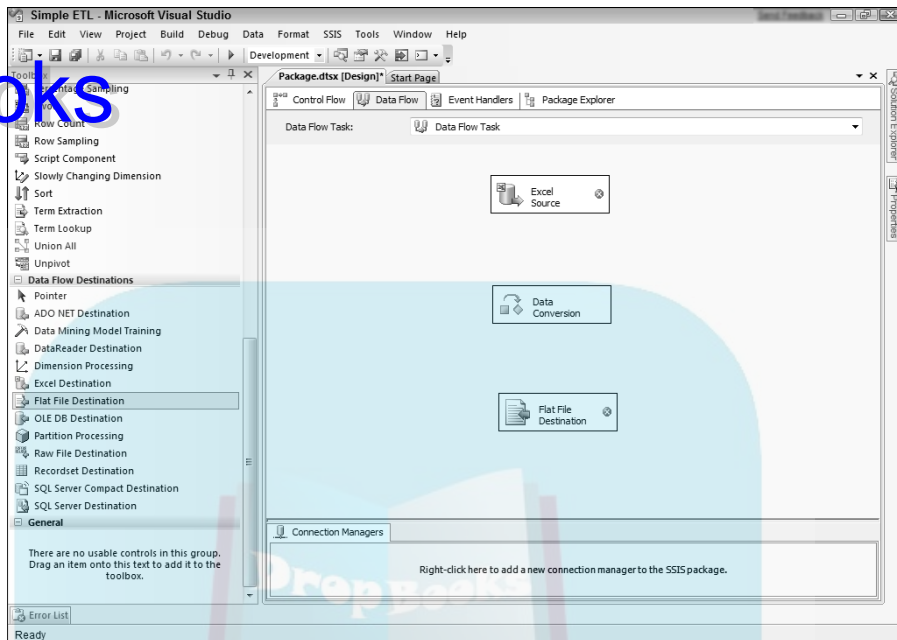 Simple ETL - Microsoft Visual Studio
File Edit View Project Build Debug Data Format SSIS Tools Window Help
Development
Toolbox
Sampling
Row Count
Row Sampling
Script Component
Slowly Changing Dimension
Sort
Term Extraction
Term Lookup
Union All
Unpivot
Data Flow Destinations
Pointer
ADO NET Destination
Data Mining Model Training
DataReader Destination
Dimension Processing
Excel Destination
Flat File Destination
OLE DB Destination
Partition Processing
Raw File Destination
Recordset Destination
SQL Server Compact Destination
SQL Server Destination
General
There are no usable controls in this group.
Drag an item onto this text to add it to the
toolbox.
Package.dtsx [Design]* Start Page
Control Flow Data Flow Event Handlers Package Explorer
Data Flow Task: Data Flow Task
Excel
Source
Data
Conversion
Flat File
Destination
Connection Managers
Right-click here to add a new connection manager to the SSIS package.
Solution Explorer
Properties
Error List
Ready
ooks
DropBooks